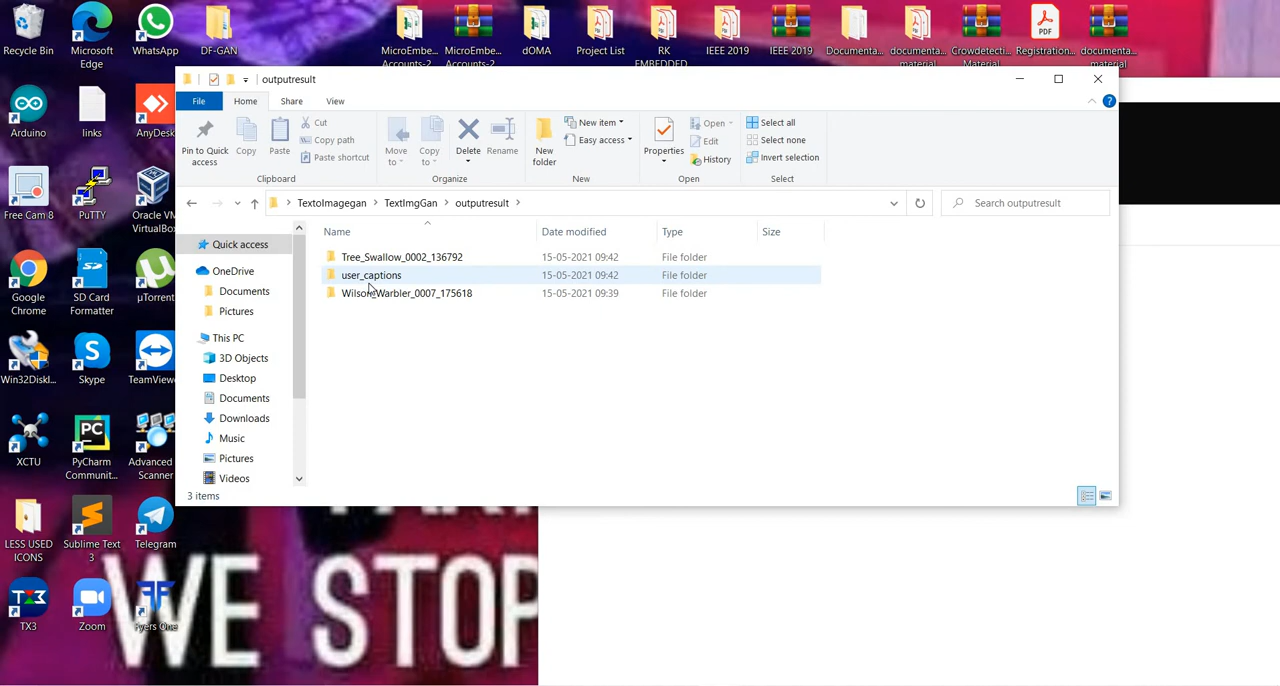 Recycle Bin
Microsoft
Edge
WhatsApp
DF-GAN
MicroEmbe...
Accounts-2
MicroEmbe...
Accounts-2
dOMA
Project List
RK
EMBEDDED
IEEE 2019
IEEE 2019
Documenta...
documenta...
material
Crowdetecti...
Material
Registration...
documenta...
material
outputresult
File
Home
Share
View
Pin to Quick
access
Copy
Paste
Cut
Copy path
Paste shortcut
Clipboard
Move
to
Copy
to
Delete
Rename
Organize
New
folder
New item
Easy access
New
Properties
Open
Edit
History
Open
Select all
Select none
Invert selection
Select
TextoImagegan
TextImgGan
outputresult
Search outputresult
Name
Date modified
Type
Size
Tree_Swallow_0002_136792 15-05-2021 09:42 File folder
user_captions 15-05-2021 09:42 File folder
Wilson_Warbler_0007_175618 15-05-2021 09:39 File folder
Quick access
OneDrive
Documents
Pictures
This PC
3D Objects
Desktop
Documents
Downloads
Music
Pictures
Videos
3 items
Arduino
links
AnyDesk
Free Cam 8
PuTTY
Oracle VM
VirtualBox
Google
Chrome
SD Card
Formatter
µTorrent
Win32DiskI...
Skype
TeamViewe
XCTU
PyCharm
Communit...
Advanced
Scanner
LESS USED
ICONS
Sublime Text
3
Telegram
TX3
Zoom
Fyers One
WE STOP